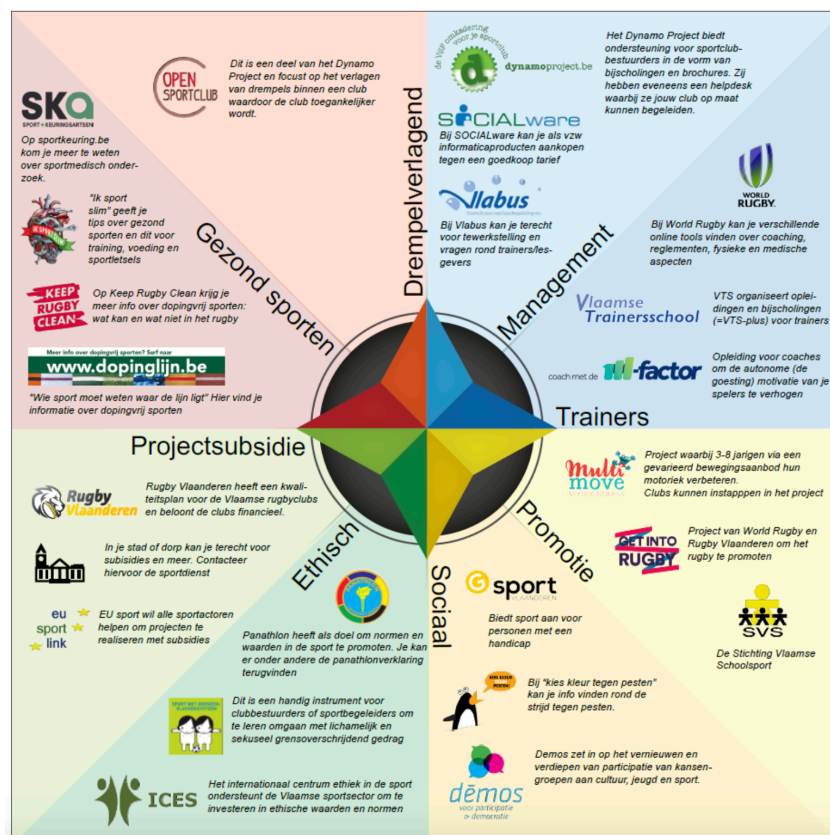 OPEN
SPORTCLUB
Dit is een deel van het Dynamo
Project en focust op het verlagen
van drempels binnen een club
waardoor de club toegankelijker
wordt.
SKA
SPORT + KEURINGSARTSEN
Op sportkeuring.be
kom je meer te weten
over sportmedisch onder-
zoek.
IK SPORT SLIM
"Ik sport
slim" geeft je
tips over gezond
sporten en dit voor
training, voeding en
sportletsels
KEEP
RUGBY
CLEAN
Op Keep Rugby Clean krijg je
meer info over dopingvrij sporten:
wat kan en wat niet in het rugby
Meer info over dopingvrij sporten? Surf naar
www.dopinglijn.be
"Wie sport moet weten waar de lijn ligt" Hier vind je
informatie over dopingvrij sporten
Gezond sporten
Drempelverlagend
de VSF omkadering
voor je sportclub
d
dynamoproject.be
Het Dynamo Project biedt
ondersteuning voor sportclub-
bestuurders in de vorm van
bijscholingen en brochures. Zij
hebben eveneens een helpdesk
waarbij ze jouw club op maat
kunnen begeleiden.
SOCIALware
Bij SOCIALware kan je als vzw
informaticaproducten aankopen
tegen een goedkoop tarief
Vlabus
Bij Vlabus kan je terecht
voor tewerkstelling en
vragen rond trainers/les-
gevers
Management
WORLD
RUGBY
Bij World Rugby kan je verschillende
online tools vinden over coaching,
reglementen, fysieke en medische
aspecten
Vlaamse
Trainersschool
VTS organiseert oplei-
dingen en bijscholingen
(=VTS-plus) voor trainers
coach met de m-factor
Opleiding voor coaches
om de autonome (de
goesting) motivatie van je
spelers te verhogen
Trainers
Projectsubsidie
Rugby
Vlaanderen
Rugby Vlaanderen heeft een kwali-
teitsplan voor de Vlaamse rugbyclubs
en beloont de clubs financieel.
In je stad of dorp kan je terecht voor
subisidies en meer. Contacteer
hiervoor de sportdienst
eu
sport
link
EU sport wil alle sportactoren
helpen om projecten te
realiseren met subsidies
Ethisch
Panathlon heeft als doel om normen en
waarden in de sport te promoten. Je kan
er onder andere de panathlonverklaring
terugvinden
SPORT MET GRENZEN
VLAGGENSYSTEEM
Dit is een handig instrument voor
clubbestuurders of sportbegeleiders om
te leren omgaan met lichamelijk en
seksueel grensoverschrijdend gedrag
ICES
Het internationaal centrum ethiek in de sport
ondersteunt de Vlaamse sportsector om te
investeren in ethische waarden en normen
Sociaal
G sport
VLAANDEREN
Biedt sport aan voor
personen met een
handicap
KIES KLEUR
TEGEN
PESTEN!
Bij "kies kleur tegen pesten"
kan je info vinden rond de
strijd tegen pesten.
dēmos
voor participatie
& democratie
Demos zet in op het vernieuwen en
verdiepen van participatie van kansen-
groepen aan cultuur, jeugd en sport.
Promotie
Multi
move
Project waarbij 3-8 jarigen via een
gevarieerd bewegingsaanbod hun
motoriek verbeteren.
Clubs kunnen instapppen in het project
GET INTO
RUGBY
Project van World Rugby en
Rugby Vlaanderen om het
rugby te promoten
SVS
De Stichting Vlaamse
Schoolsport